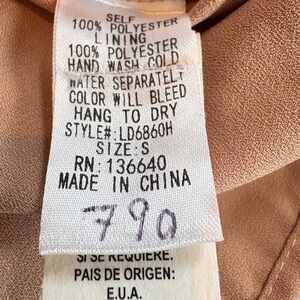 SELF
100% POLYESTER
LINING
100% POLYESTER
HAND WASH COLD
WATER SEPARATELY
COLOR WILL BLEED
HANG TO DRY
STYLE#:LD6860H
SIZE:S
RN:136640
MADE IN CHINA
790
SI SE REQUIERE.
PAIS DE ORIGEN:
E.U.A.